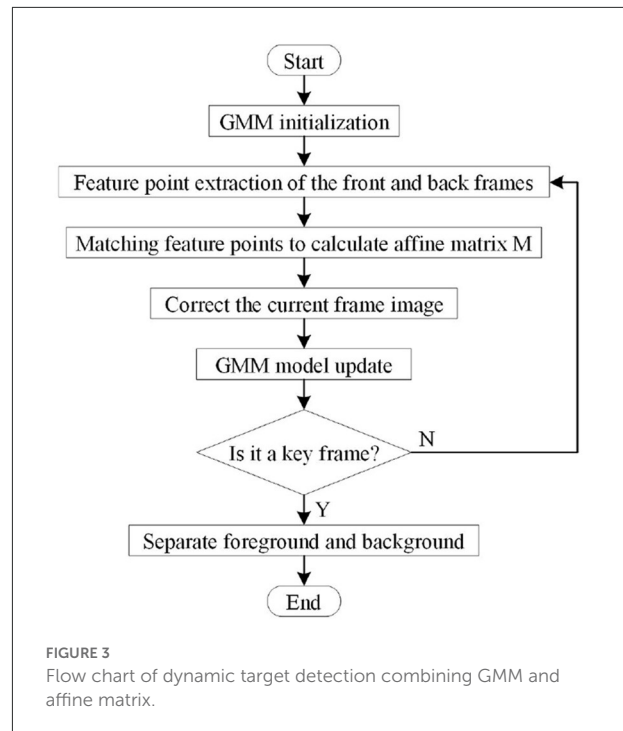 Start
GMM initialization
Feature point extraction of the front and back frames
Matching feature points to calculate affine matrix M
Correct the current frame image
GMM model update
Is it a key frame?
N
Y
Separate foreground and background
End
FIGURE 3
Flow chart of dynamic target detection combining GMM and
affine matrix.